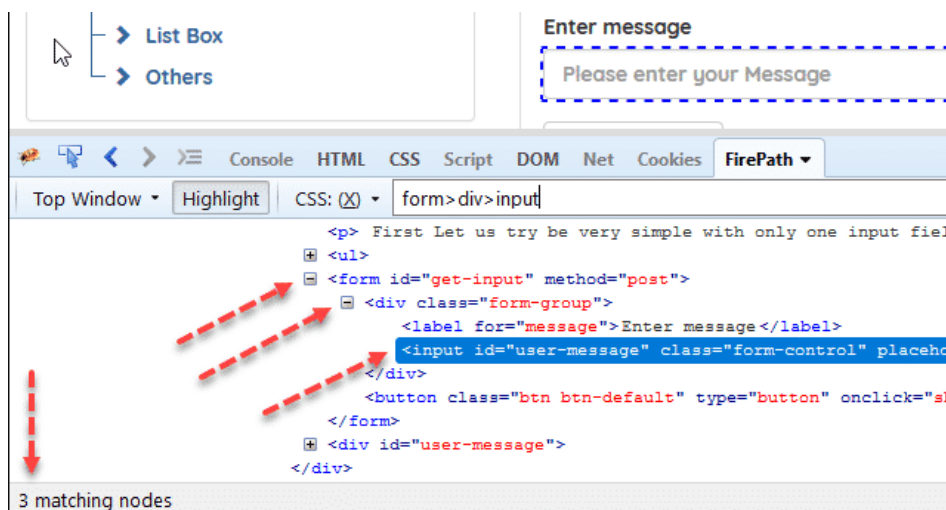 List Box
Others
Enter message
Please enter your Message
Console HTML CSS Script DOM Net Cookies FirePath
Top Window Highlight CSS: (X) form>div>input
<p> First Let us try be very simple with only one input fiel
<ul>
<form id="get-input" method="post">
<div class="form-group">
<label for="message">Enter message</label>
<input id="user-message" class="form-control" placeho
</div>
<button class="btn btn-default" type="button" onclick="s
</form>
<div id="user-message">
</div>
3 matching nodes